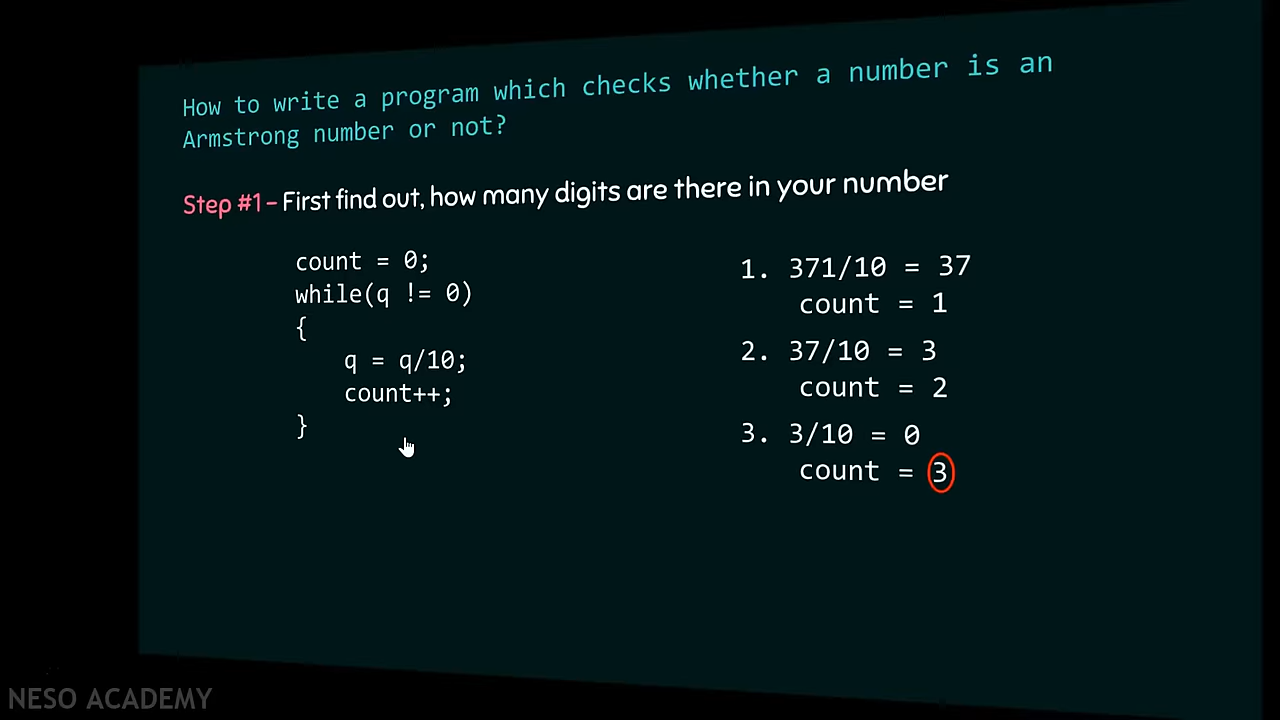 How to write a program which checks whether a number is an
Armstrong number or not?
Step #1 – First find out, how many digits are there in your number
count = 0;
while(q != 0)
{
q = q/10;
count++;
}
1. 371/10 = 37
count = 1
2. 37/10 = 3
count = 2
3. 3/10 = 0
count = 3
NESO ACADEMY